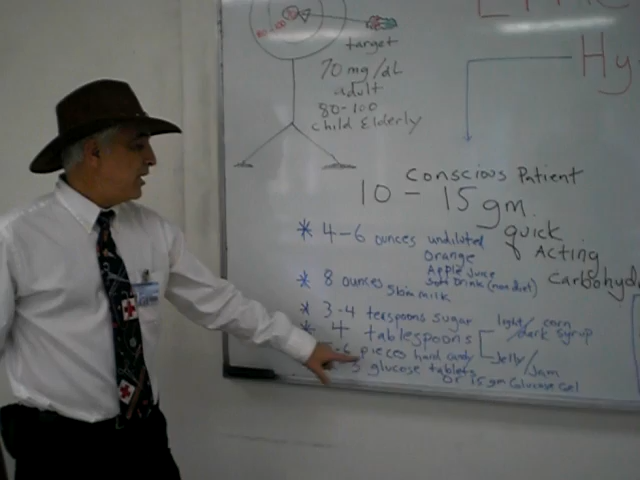 Hy
target
70 mg/dL
adult
80-100
child Elderly
Conscious Patient
10 - 15 gm.
quick
Acting
* 4-6 ounces undiluted
Orange
Apple Juice
Soda Drink (non diet)
* 8 ounces
Skim milk
* 3-4 teaspoons sugar
* 4 tablespoons
light/corn
/dark syrup
Jelly/
Jam
pieces hard candy
glucose tablets
or 15 gm Glucose Gel